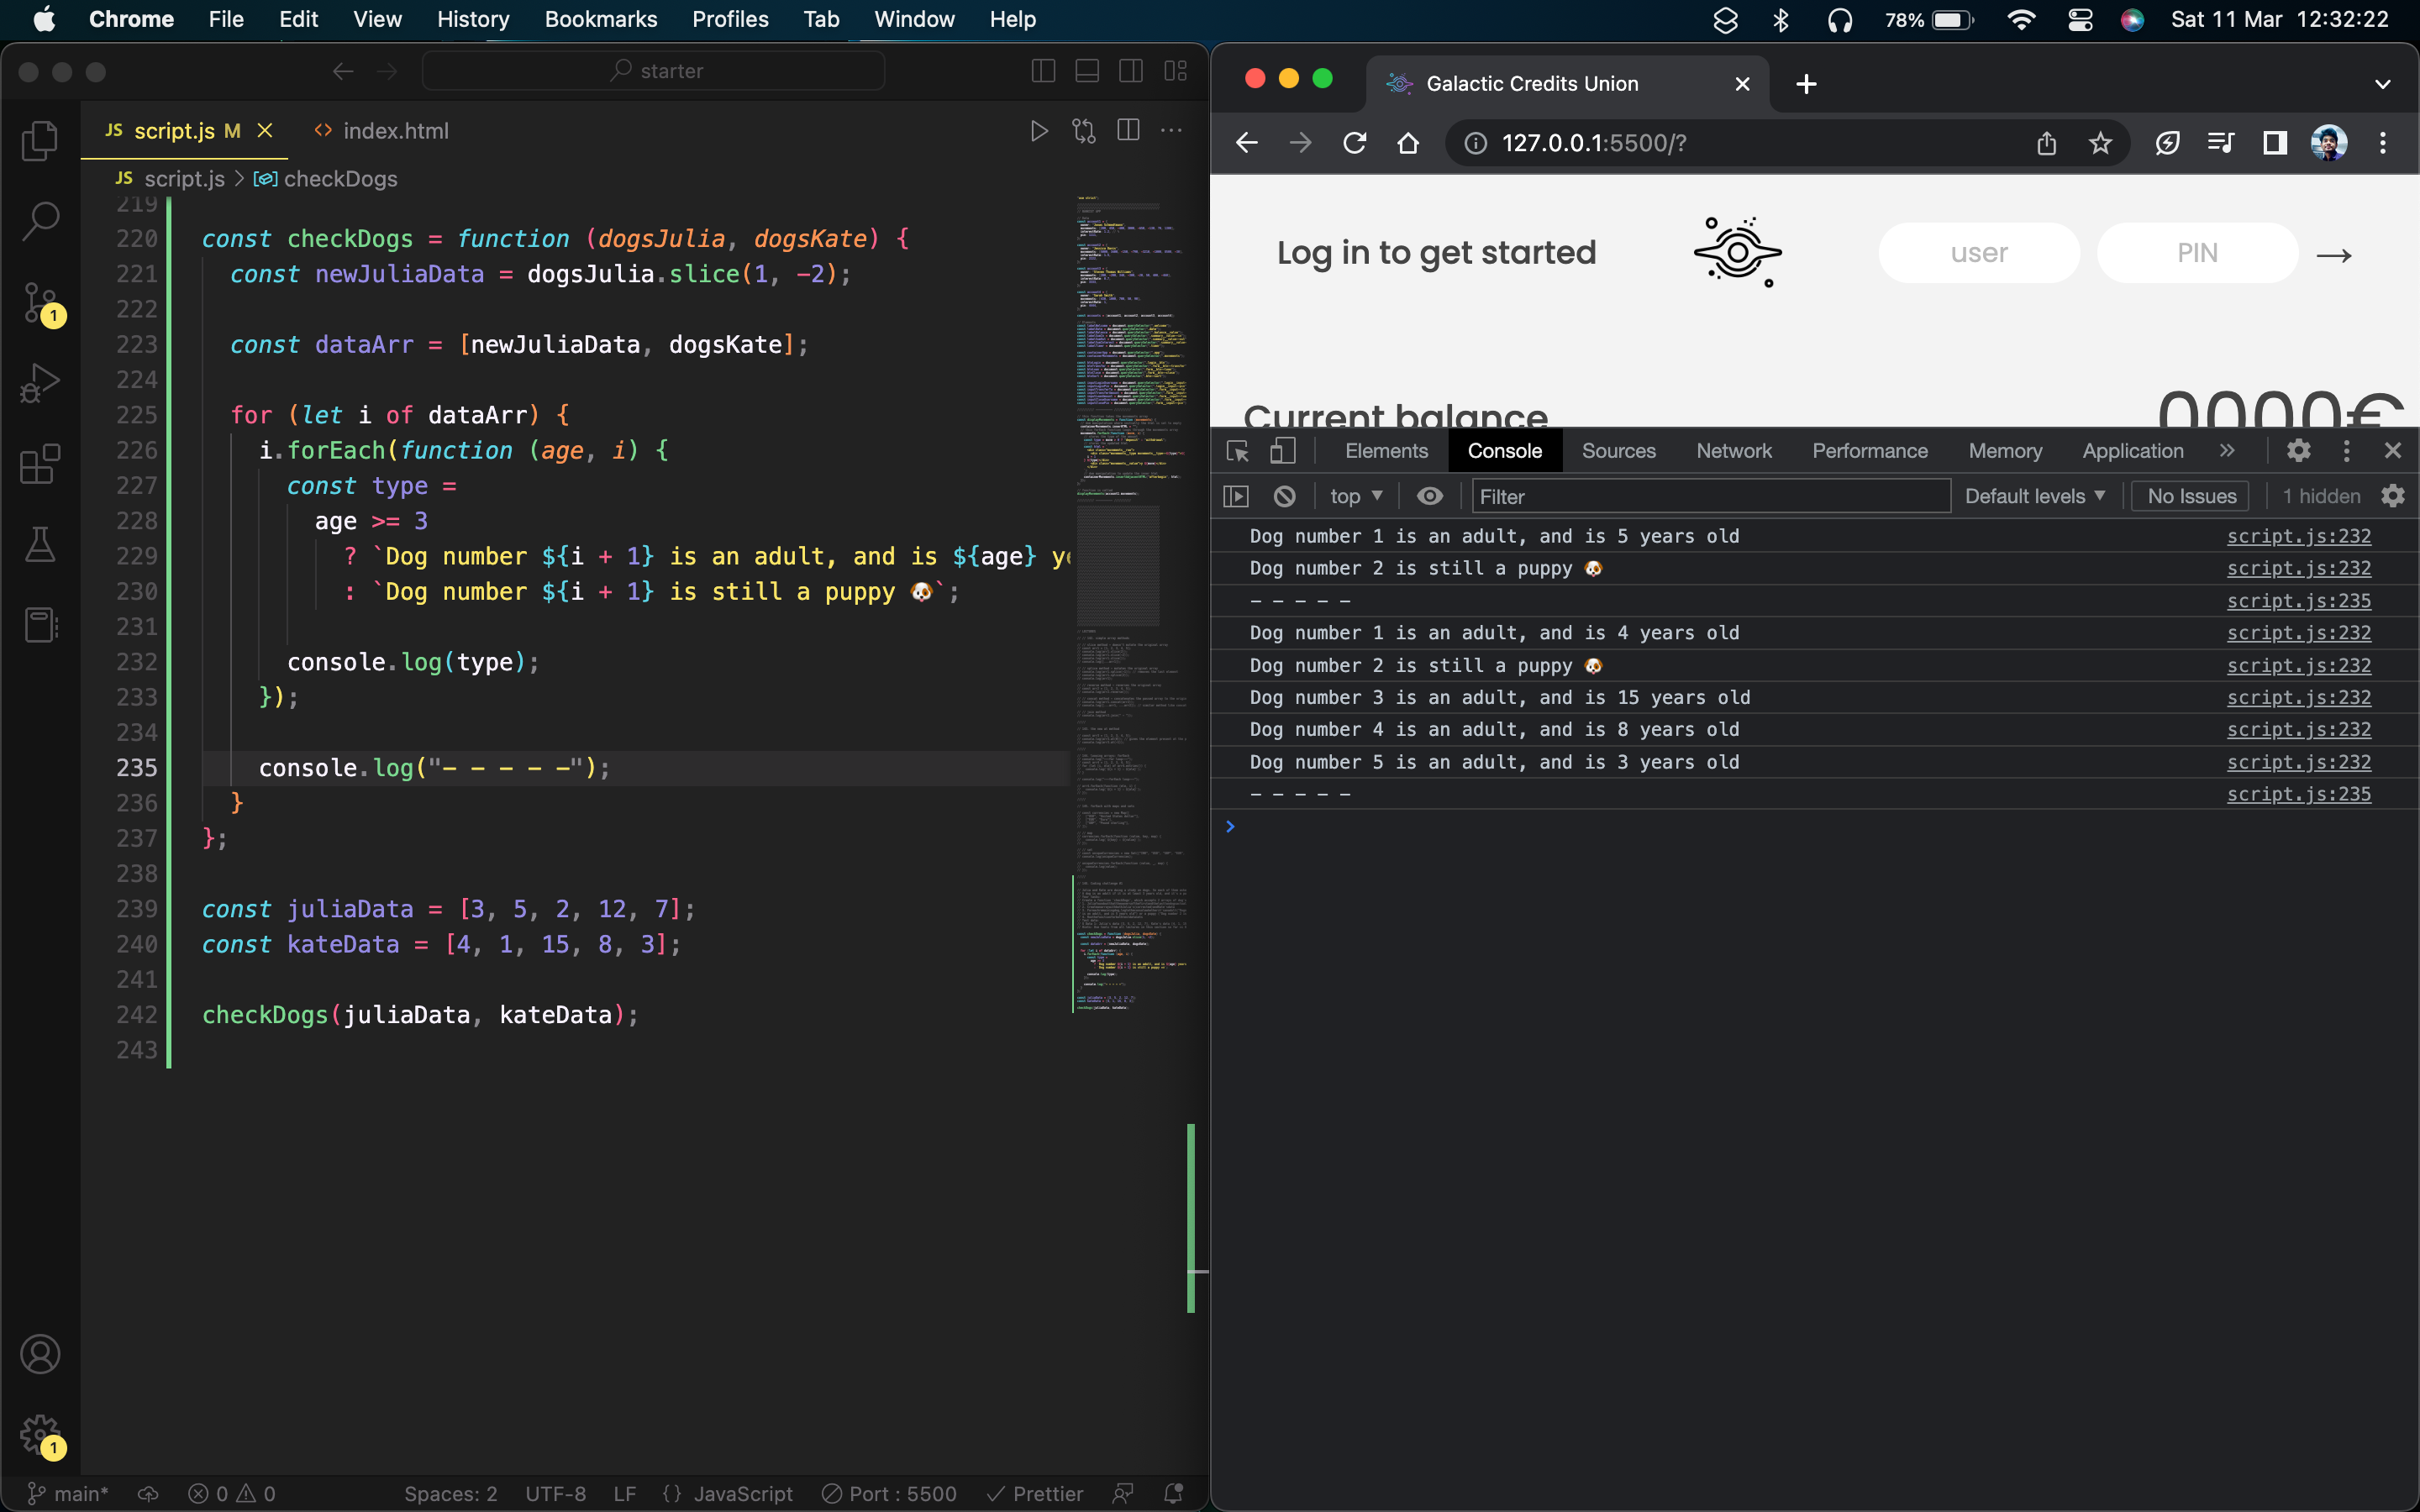 Chrome File Edit View History Bookmarks Profiles Tab Window Help 78% Sat 11 Mar 12:32:22
starter
JS script.js M index.html
JS script.js > checkDogs
219
220 const checkDogs = function (dogsJulia, dogsKate) {
221 const newJuliaData = dogsJulia.slice(1, -2);
222
223 const dataArr = [newJuliaData, dogsKate];
224
225 for (let i of dataArr) {
226 i.forEach(function (age, i) {
227 const type =
228 age >= 3
229 ? `Dog number ${i + 1} is an adult, and is ${age} ye
230 : `Dog number ${i + 1} is still a puppy 🐶`;
231
232 console.log(type);
233 });
234
235 console.log("- - - - -");
236 }
237 };
238
239 const juliaData = [3, 5, 2, 12, 7];
240 const kateData = [4, 1, 15, 8, 3];
241
242 checkDogs(juliaData, kateData);
243
1
1
main* 0 0 Spaces: 2 UTF-8 LF {} JavaScript Port : 5500 Prettier
Galactic Credits Union
127.0.0.1:5500/?
Log in to get started user PIN →
Current balance 0000€
Elements Console Sources Network Performance Memory Application »
top Filter Default levels No Issues 1 hidden
Dog number 1 is an adult, and is 5 years old script.js:232
Dog number 2 is still a puppy 🐶 script.js:232
- - - - - script.js:235
Dog number 1 is an adult, and is 4 years old script.js:232
Dog number 2 is still a puppy 🐶 script.js:232
Dog number 3 is an adult, and is 15 years old script.js:232
Dog number 4 is an adult, and is 8 years old script.js:232
Dog number 5 is an adult, and is 3 years old script.js:232
- - - - - script.js:235
>